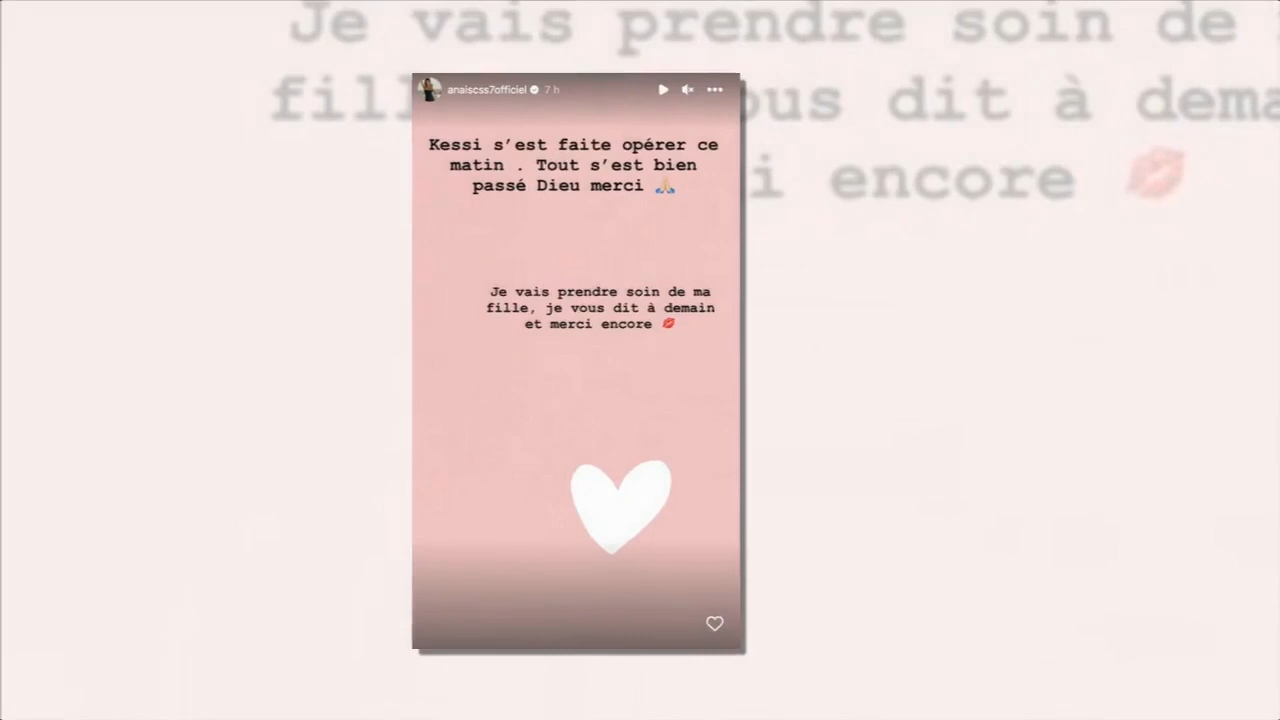 Je vais prendre soin de
fill ous dit à dema
i encore 💋
anaiscss7officiel 7 h
Kessi s’est faite opérer ce
matin . Tout s’est bien
passé Dieu merci 🙏🏼
Je vais prendre soin de ma
fille, je vous dit à demain
et merci encore 💋